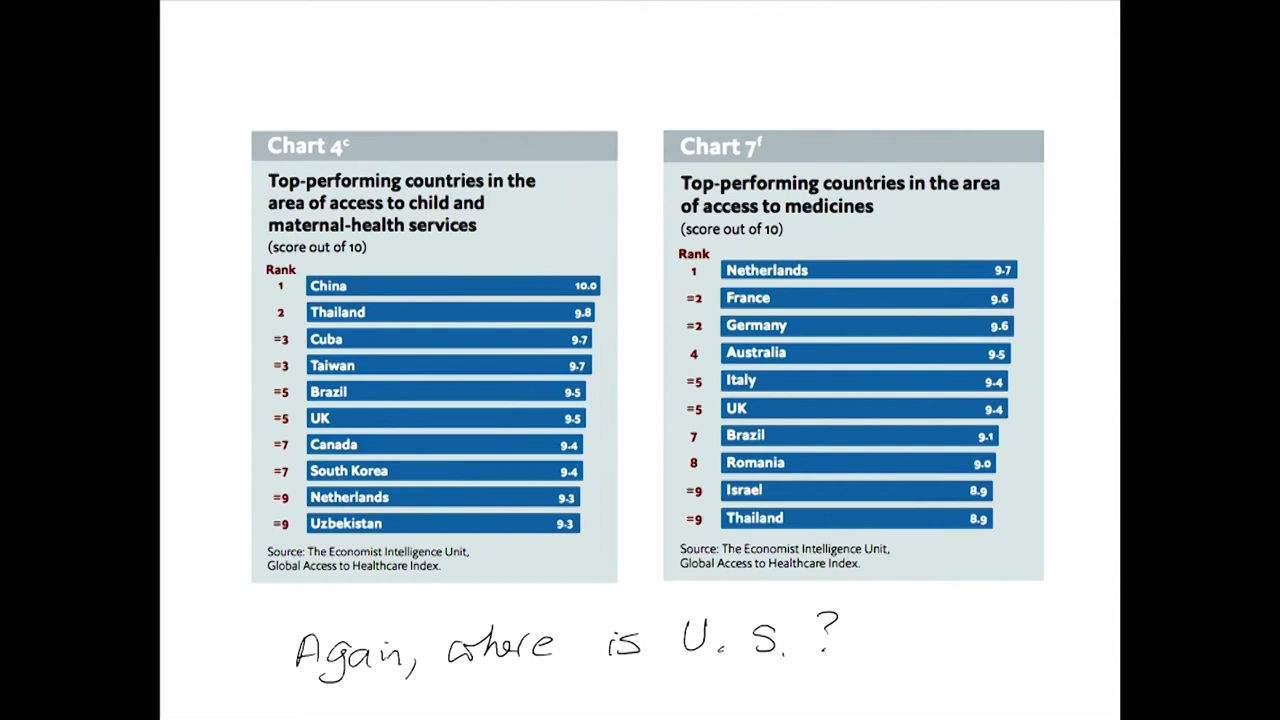 Chart 4ᶜ
Top-performing countries in the
area of access to child and
maternal-health services
(score out of 10)
Rank
1 China 10.0
2 Thailand 9.8
=3 Cuba 9.7
=3 Taiwan 9.7
=5 Brazil 9.5
=5 UK 9.5
=7 Canada 9.4
=7 South Korea 9.4
=9 Netherlands 9.3
=9 Uzbekistan 9.3
Source: The Economist Intelligence Unit,
Global Access to Healthcare Index.
Chart 7ᶠ
Top-performing countries in the area
of access to medicines
(score out of 10)
Rank
1 Netherlands 9.7
=2 France 9.6
=2 Germany 9.6
4 Australia 9.5
=5 Italy 9.4
=5 UK 9.4
7 Brazil 9.1
8 Romania 9.0
=9 Israel 8.9
=9 Thailand 8.9
Source: The Economist Intelligence Unit,
Global Access to Healthcare Index.
Again, where is U.S.?